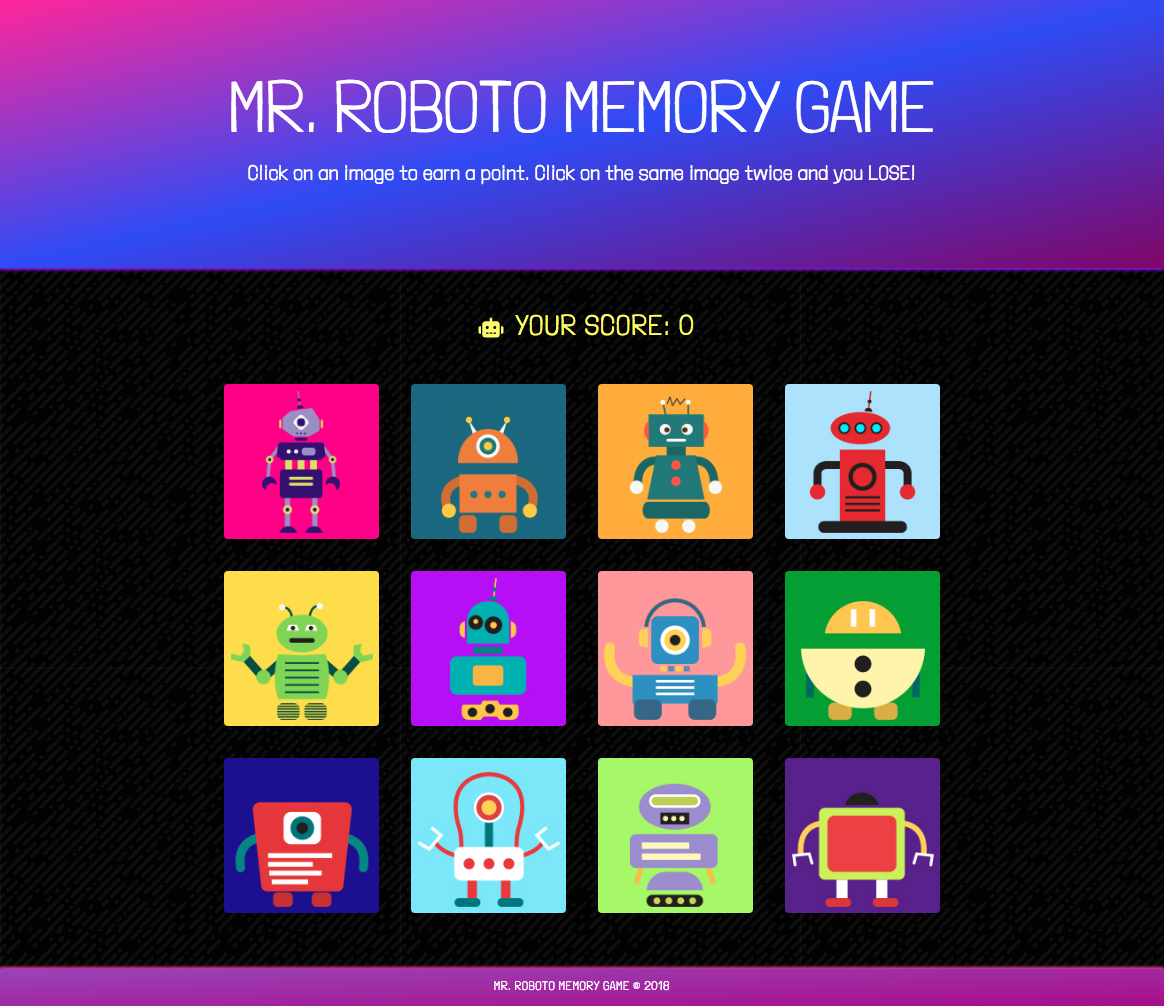 MR. ROBOTO MEMORY GAME
Click on an image to earn a point. Click on the same image twice and you LOSE!
YOUR SCORE: 0
MR. ROBOTO MEMORY GAME © 2018